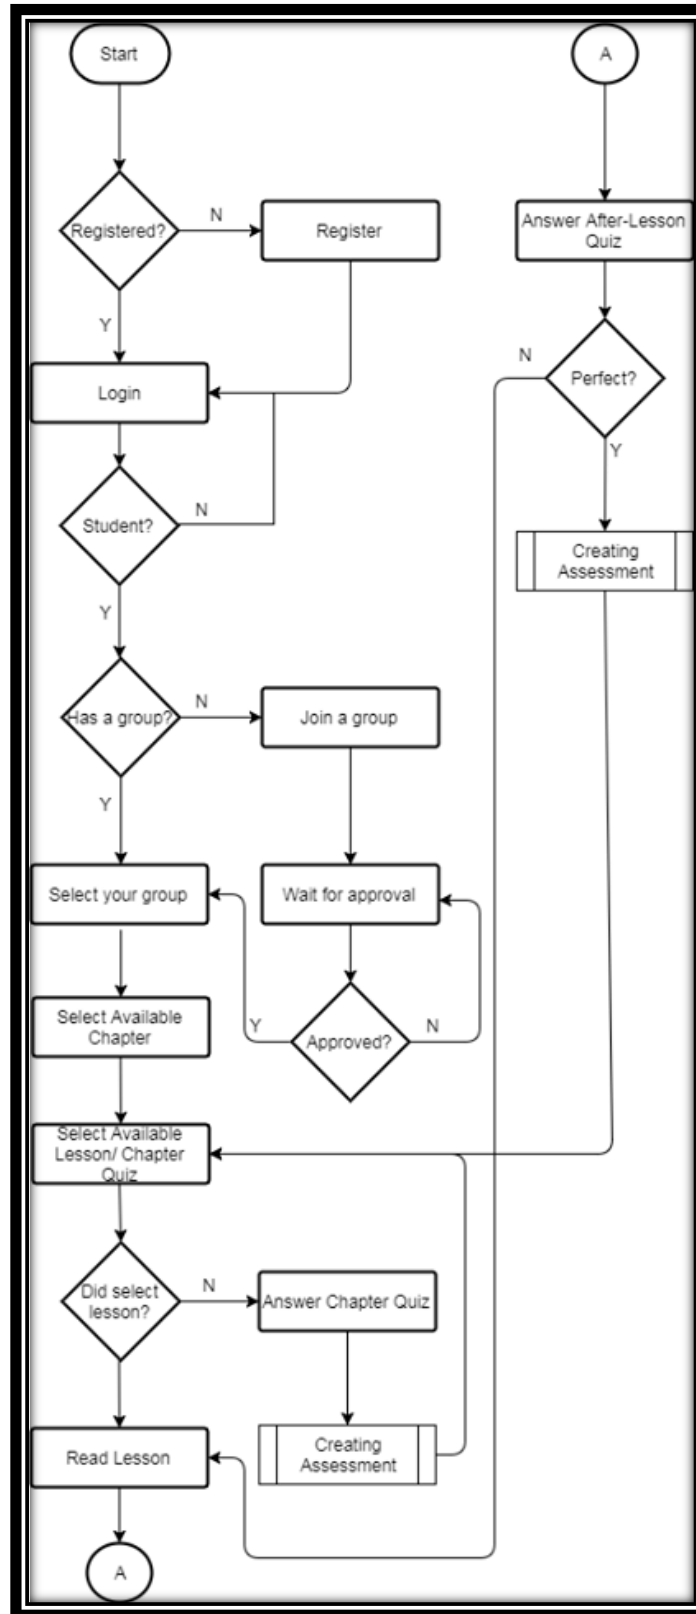 Start
A
Registered?
N
Register
Answer After-Lesson
Quiz
Y
N
Perfect?
Login
Y
Student?
N
Creating
Assessment
Y
Has a group?
N
Join a group
Y
Select your group
Wait for approval
Select Available
Chapter
Y
Approved?
N
Select Available
Lesson/ Chapter
Quiz
Did select
lesson?
N
Answer Chapter Quiz
Read Lesson
Creating
Assessment
A